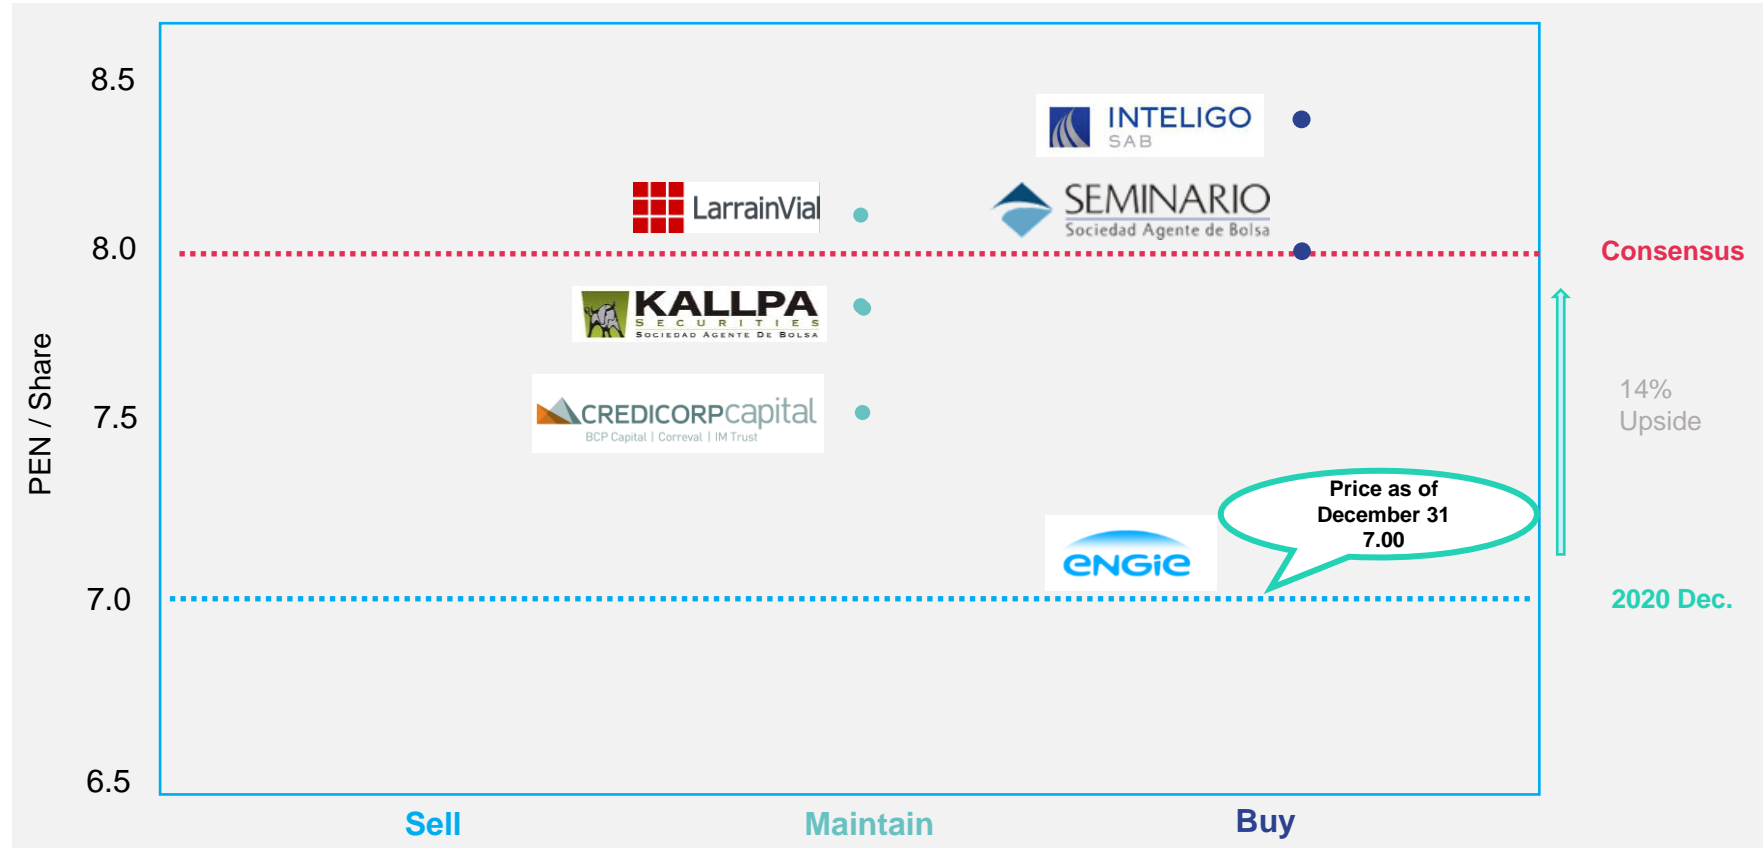 8.5
INTELIGO
SAB
LarrainVial
SEMINARIO
Sociedad Agente de Bolsa
8.0
Consensus
KALLPA
SECURITIES
SOCIEDAD AGENTE DE BOLSA
PEN / Share
7.5
CREDICORPcapital
BCP Capital | Correval | IM Trust
14%
Upside
Price as of
December 31
7.00
ENGIE
7.0
2020 Dec.
6.5
Sell
Maintain
Buy